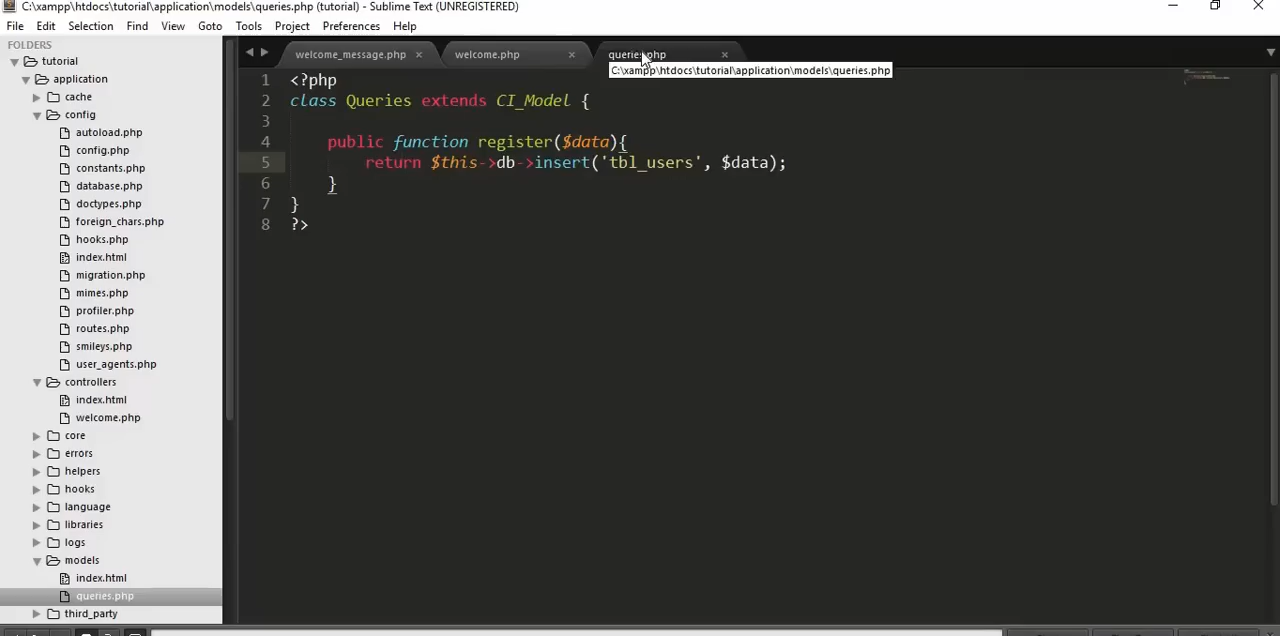 C:\xampp\htdocs\tutorial\application\models\queries.php (tutorial) - Sublime Text (UNREGISTERED)
File Edit Selection Find View Goto Tools Project Preferences Help
FOLDERS
tutorial
application
cache
config
autoload.php
config.php
constants.php
database.php
doctypes.php
foreign_chars.php
hooks.php
index.html
migration.php
mimes.php
profiler.php
routes.php
smileys.php
user_agents.php
controllers
index.html
welcome.php
core
errors
helpers
hooks
language
libraries
logs
models
index.html
queries.php
third_party
welcome_message.php × welcome.php × queries.php ×
C:\xampp\htdocs\tutorial\application\models\queries.php
1 <?php
2 class Queries extends CI_Model {
3
4 public function register($data){
5 return $this->db->insert('tbl_users', $data);
6 }
7 }
8 ?>